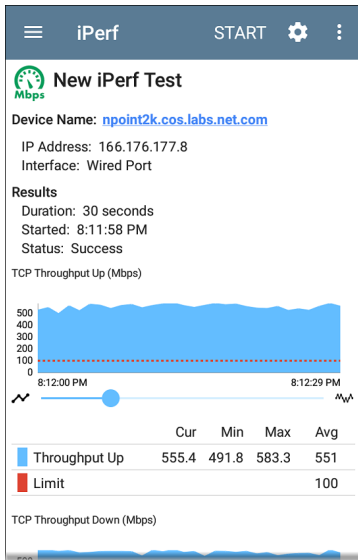 iPerf START
Mbps
New iPerf Test
Device Name: npoint2k.cos.labs.net.com
IP Address: 166.176.177.8
Interface: Wired Port
Results
Duration: 30 seconds
Started: 8:11:58 PM
Status: Success
TCP Throughput Up (Mbps)
500
400
300
200
100
0
8:12:00 PM 8:12:29 PM
Cur Min Max Avg
Throughput Up 555.4 491.8 583.3 551
Limit 100
TCP Throughput Down (Mbps)
500